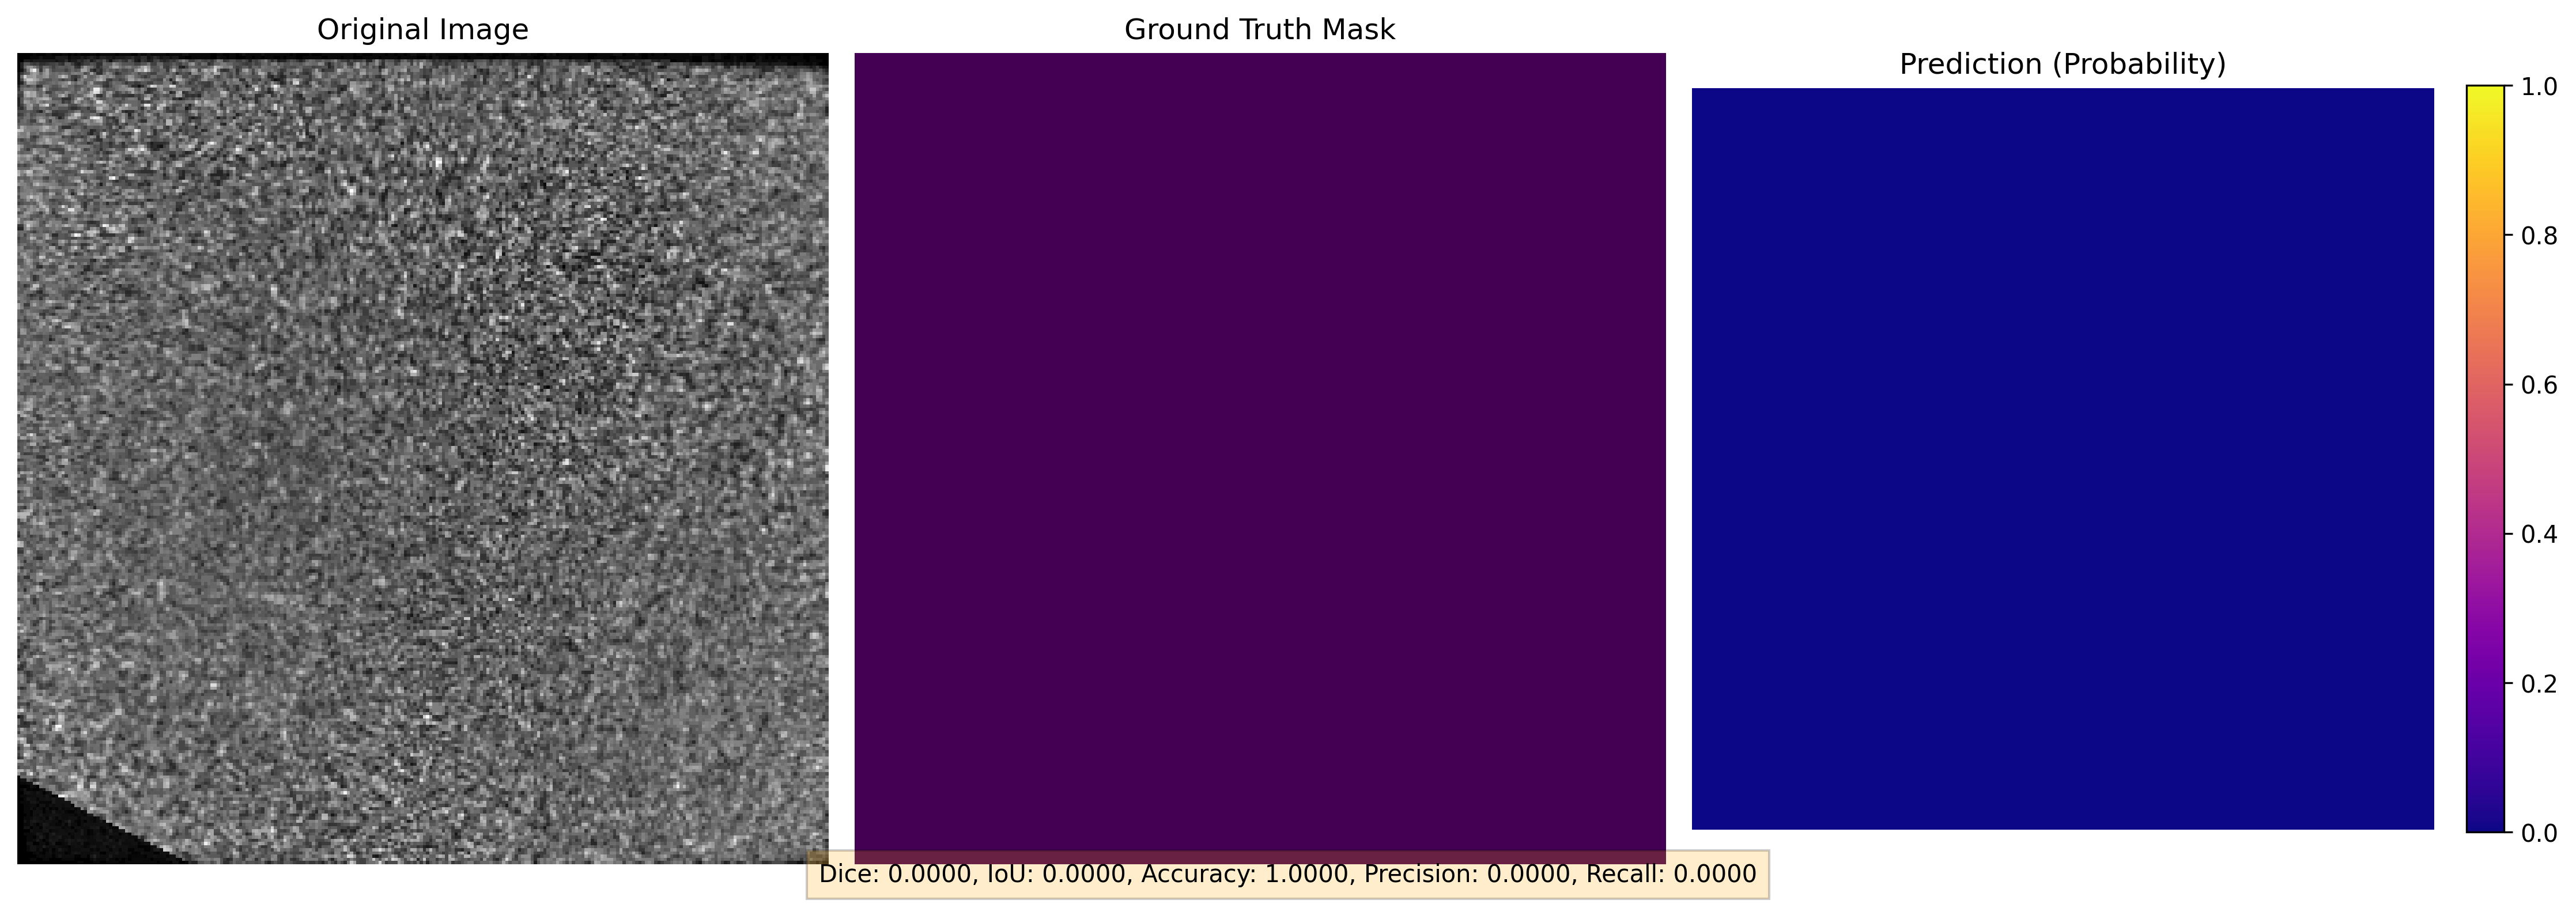 Original Image
Ground Truth Mask
Prediction (Probability)
1.0
0.8
0.6
0.4
0.2
0.0
Dice: 0.0000, IoU: 0.0000, Accuracy: 1.0000, Precision: 0.0000, Recall: 0.0000